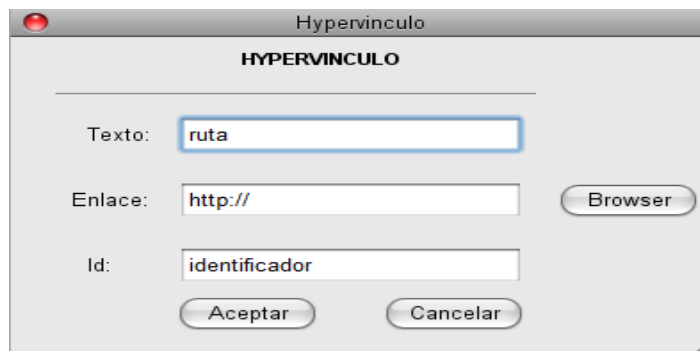 Hypervinculo
HYPERVINCULO
Texto: ruta
Enlace: http:// Browser
Id: identificador
Aceptar Cancelar